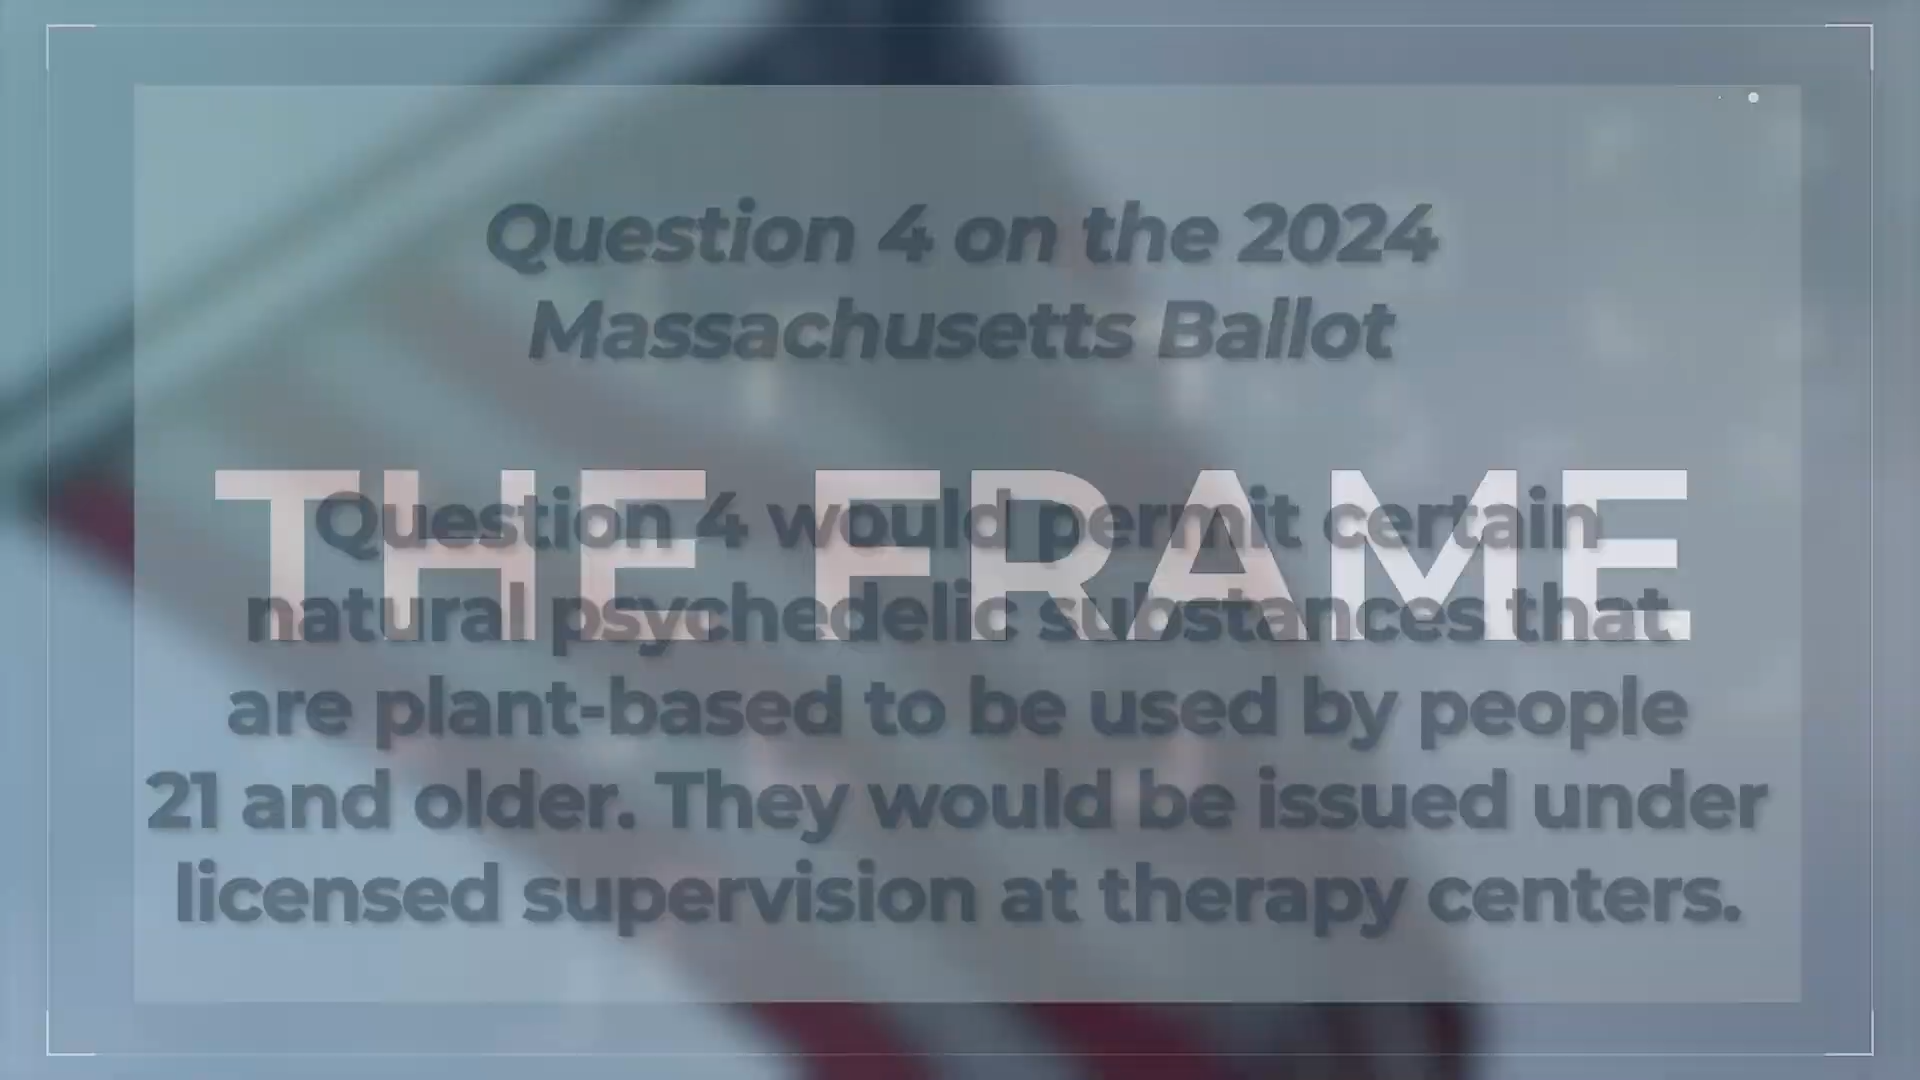 Question 4 on the 2024
Massachusetts Ballot
THE FRAME
Question 4 would permit certain
natural psychedelic substances that
are plant-based to be used by people
21 and older. They would be issued under
licensed supervision at therapy centers.